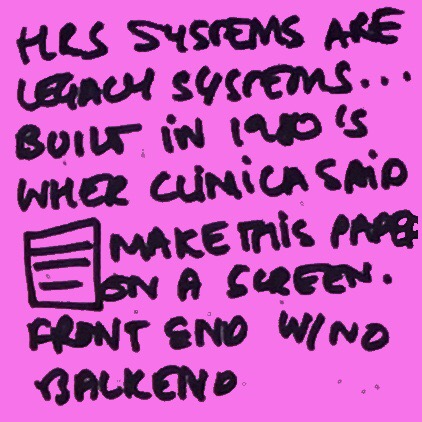 HRS SYSTEMS ARE
LEGACY SYSTEMS...
BUILT IN 1980'S
WHER CLINICA SAID
MAKE THIS PAPER
ON A SCREEN.
FRONT END W/ NO
BACKEND